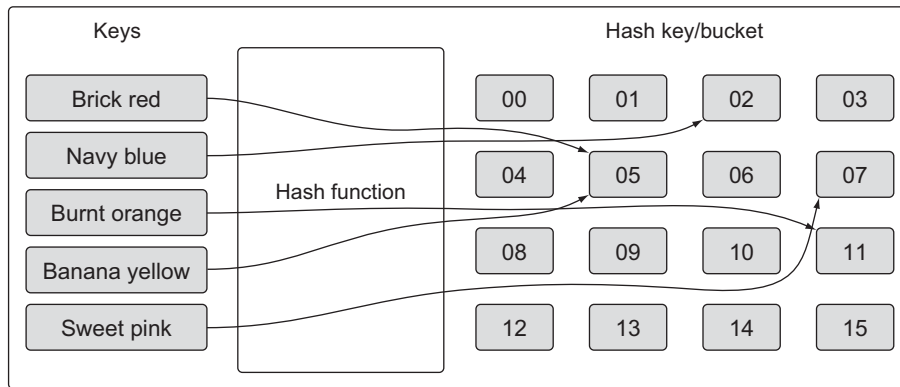 Keys
Hash key/bucket
Brick red
00
01
02
03
Navy blue
04
05
06
07
Hash function
Burnt orange
08
09
10
11
Banana yellow
Sweet pink
12
13
14
15